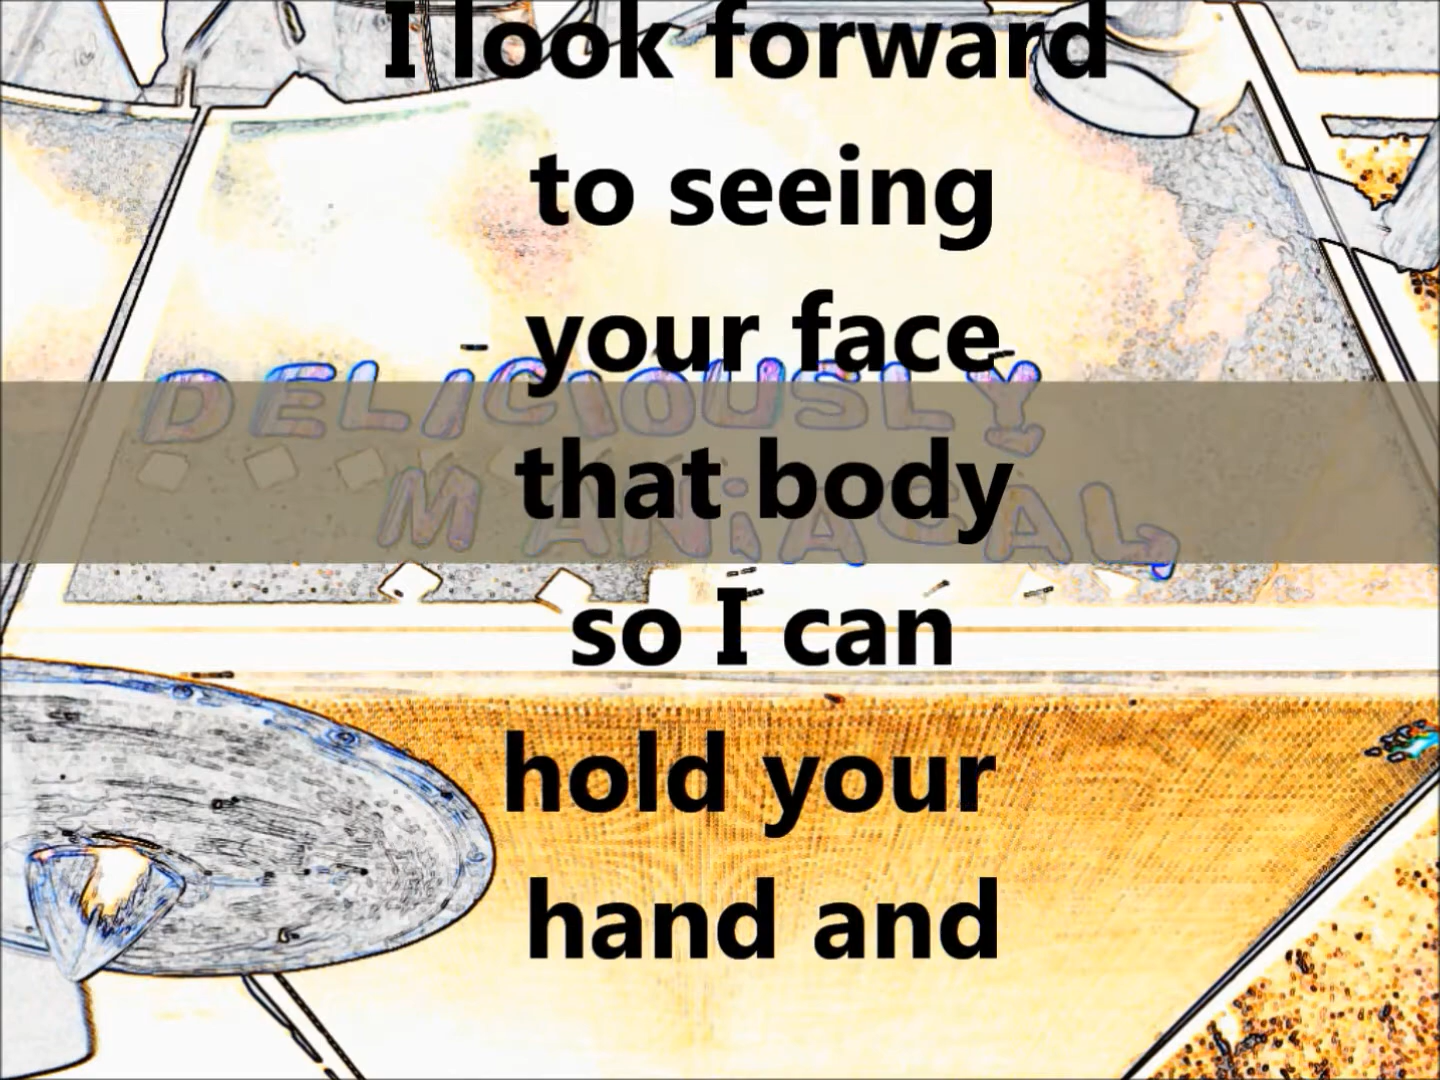 I look forward
to seeing
your face
DELICIOUSLY
that body
MANiACAL
so I can
hold your
hand and